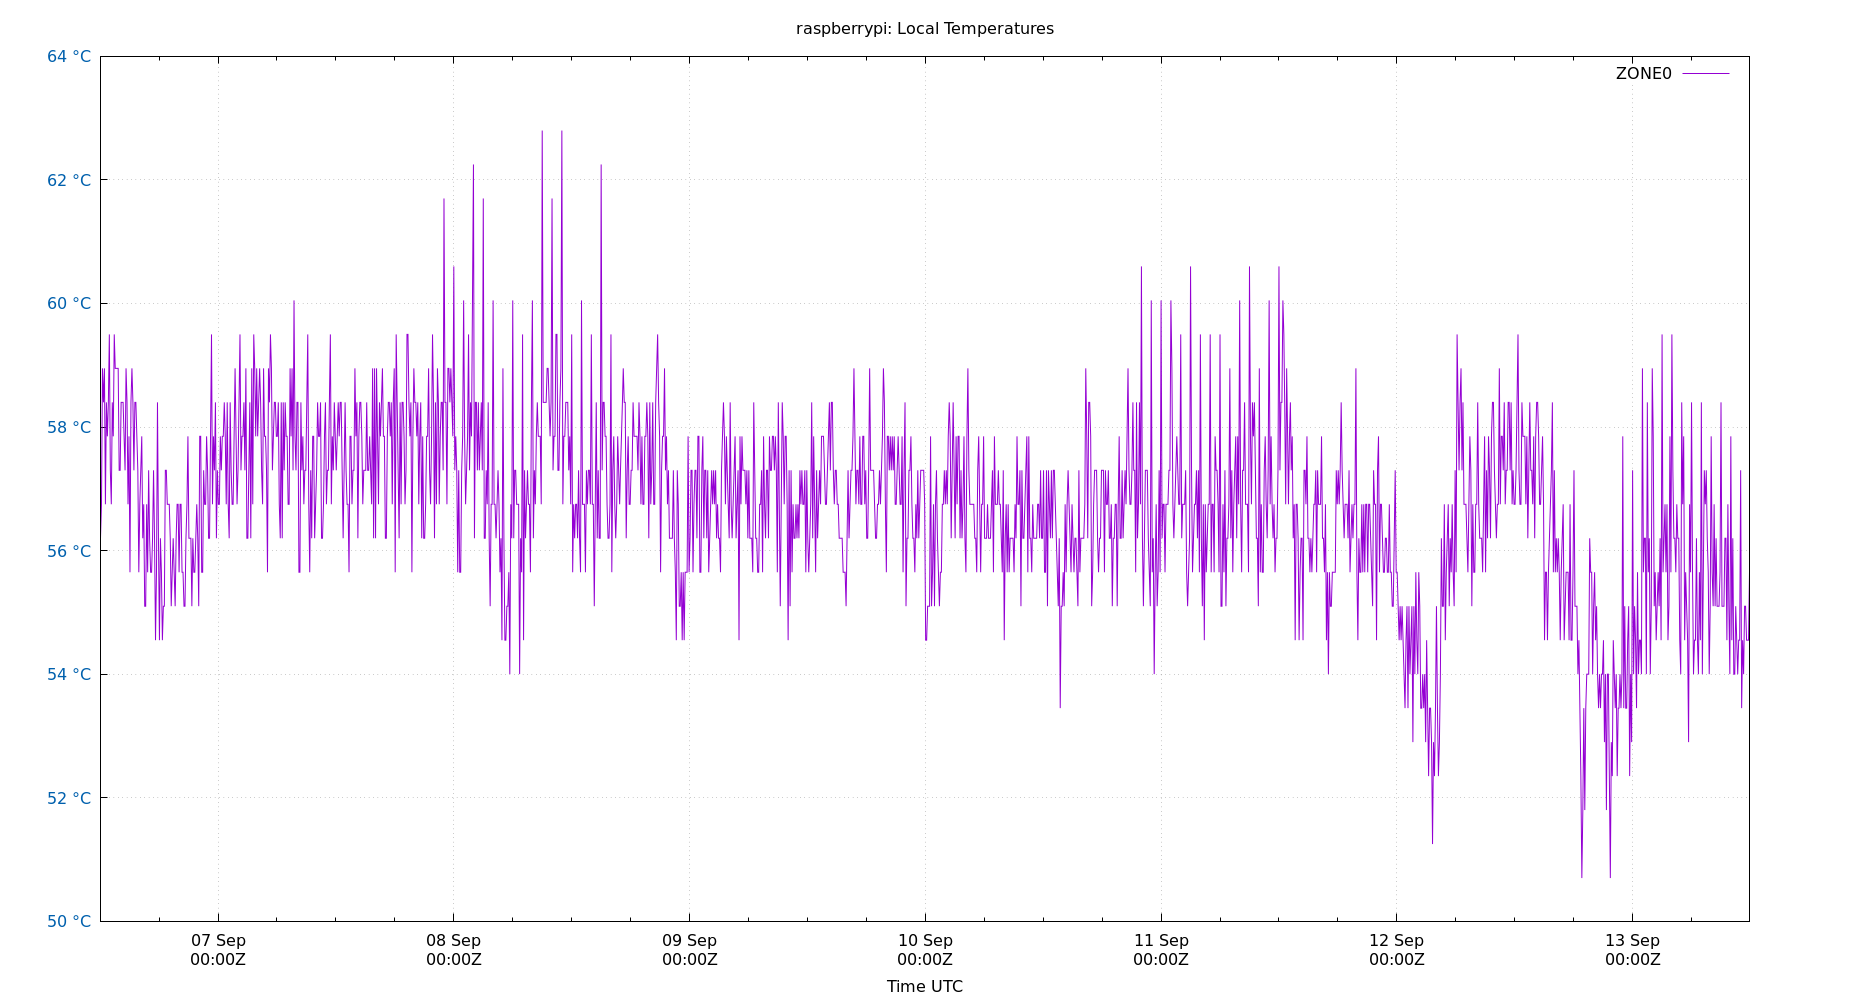 raspberrypi: Local Temperatures
64 °C
ZONE0
62 °C
60 °C
58 °C
56 °C
54 °C
52 °C
50 °C
07 Sep 08 Sep 09 Sep 10 Sep 11 Sep 12 Sep 13 Sep
00:00Z 00:00Z 00:00Z 00:00Z 00:00Z 00:00Z 00:00Z
Time UTC